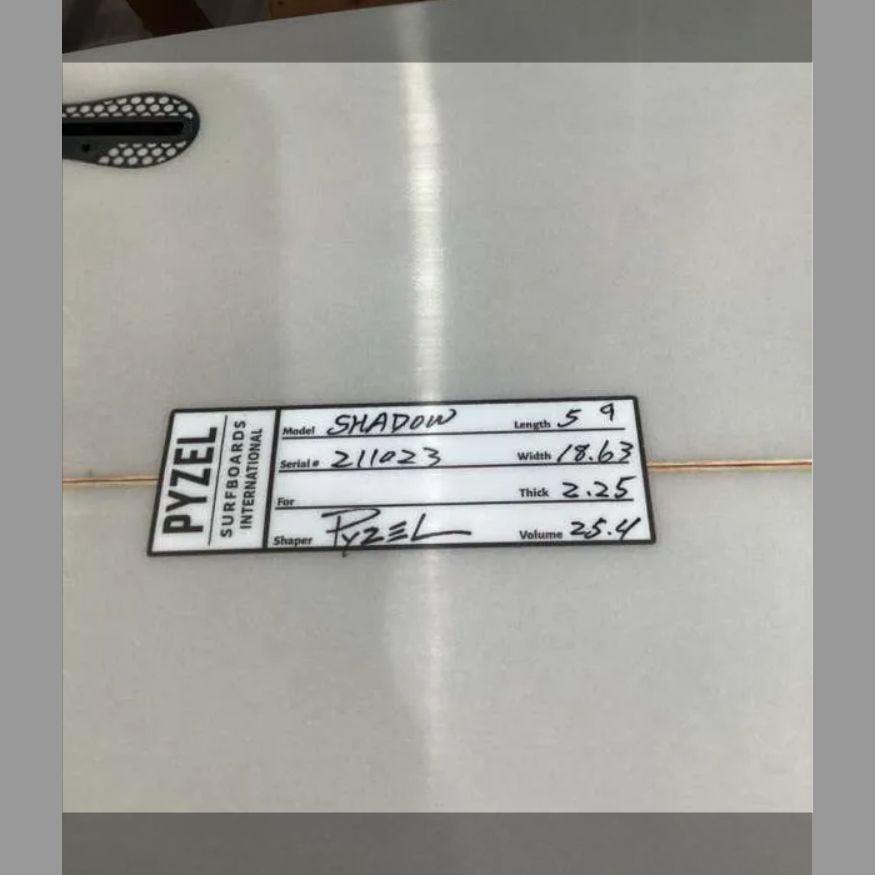 PYZEL
SURFBOARDS
INTERNATIONAL
Model SHADOW Length 5 9
Serial# 211023 Width 18.63
For Thick 2.25
Shaper PYZEL Volume 25.4